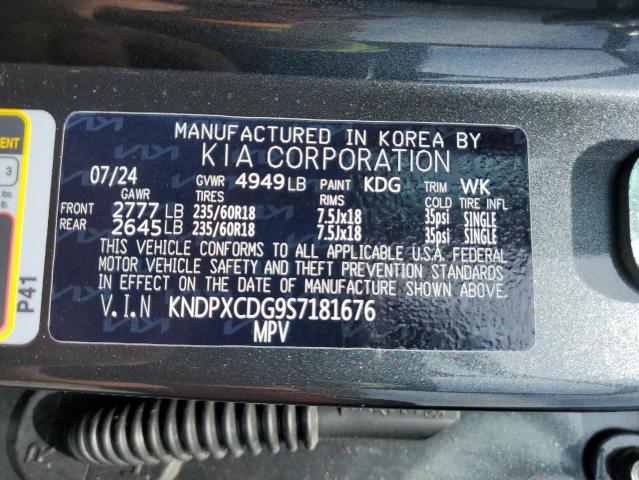 MANUFACTURED IN KOREA BY
KIA CORPORATION
07/24 GVWR 4949 LB PAINT KDG TRIM WK
GAWR TIRES RIMS COLD TIRE INFL
FRONT 2777 LB 235/60R18 7.5Jx18 35psi SINGLE
REAR 2645 LB 235/60R18 7.5Jx18 35psi SINGLE
THIS VEHICLE CONFORMS TO ALL APPLICABLE U.S.A. FEDERAL
MOTOR VEHICLE SAFETY AND THEFT PREVENTION STANDARDS
IN EFFECT ON THE DATE OF MANUFACTURE SHOWN ABOVE.
V.I.N KNDPXCDG9S7181676
MPV
P41
3